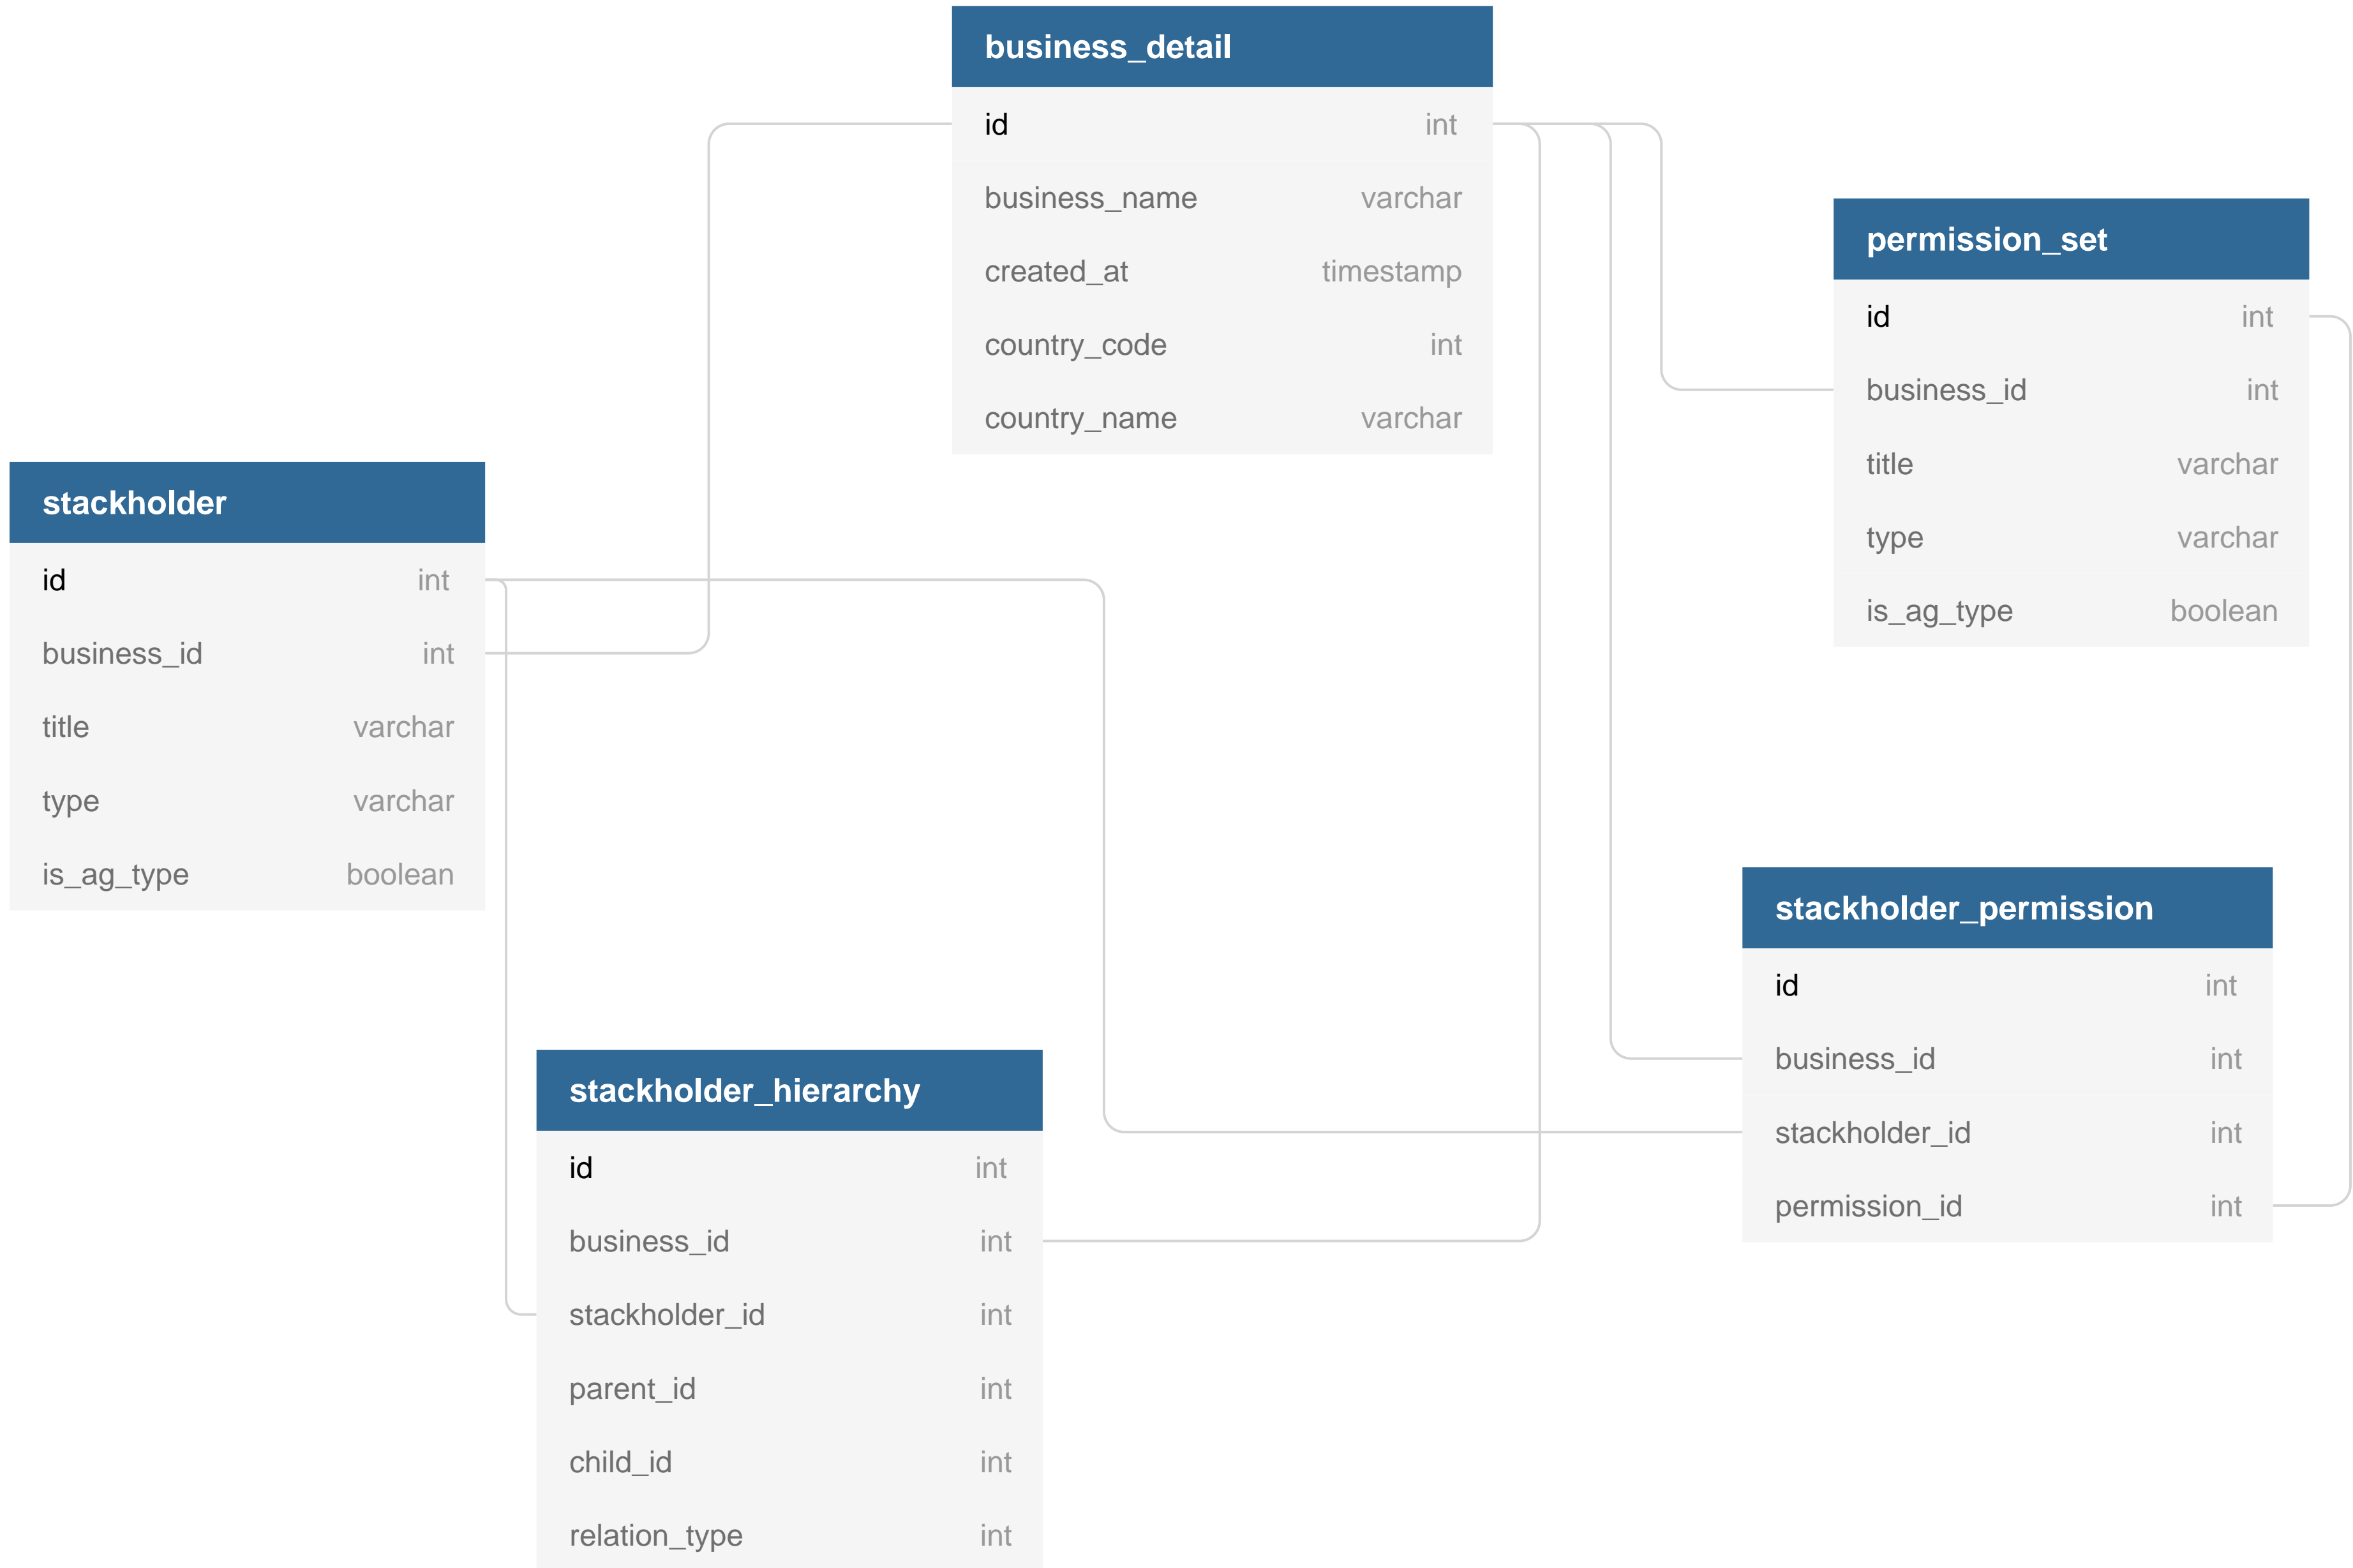 business_detail
id int
business_name varchar
created_at timestamp
country_code int
country_name varchar
permission_set
id int
business_id int
title varchar
type varchar
is_ag_type boolean
stackholder
id int
business_id int
title varchar
type varchar
is_ag_type boolean
stackholder_permission
id int
business_id int
stackholder_id int
permission_id int
stackholder_hierarchy
id int
business_id int
stackholder_id int
parent_id int
child_id int
relation_type int